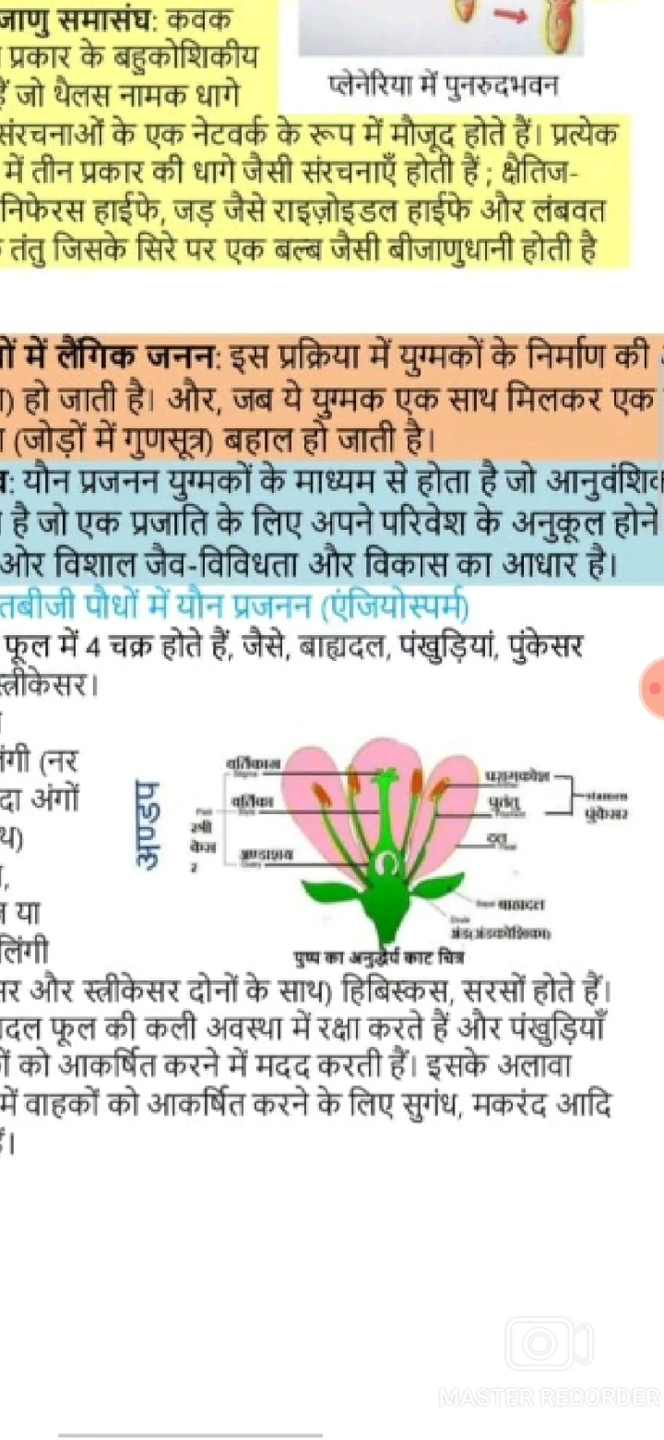 जाणु समासंघ: कवक
प्रकार के बहुकोशिकीय
हैं जो थैलस नामक धागे
प्लेनेरिया में पुनरुदभवन
संरचनाओं के एक नेटवर्क के रूप में मौजूद होते हैं। प्रत्येक
में तीन प्रकार की धागे जैसी संरचनाएँ होती हैं ; क्षैतिज-
निफेरस हाईफे, जड़ जैसे राइज़ोइडल हाईफे और लंबवत
तंतु जिसके सिरे पर एक बल्ब जैसी बीजाणुधानी होती है
ों में लैंगिक जनन: इस प्रक्रिया में युग्मकों के निर्माण की
) हो जाती है। और, जब ये युग्मक एक साथ मिलकर एक
(जोड़ों में गुणसूत्र) बहाल हो जाती है।
यौन प्रजनन युग्मकों के माध्यम से होता है जो आनुवंशिक
है जो एक प्रजाति के लिए अपने परिवेश के अनुकूल होने
ओर विशाल जैव-विविधता और विकास का आधार है।
तबीजी पौधों में यौन प्रजनन (एंजियोस्पर्म)
फूल में 4 चक्र होते हैं, जैसे, बाह्यदल, पंखुड़ियां, पुंकेसर
स्त्रीकेसर।
ंगी (नर
दा अंगों
थ)
या
लिंगी
अण्डप
वर्तिकाग्र
वर्तिका
स्त्री
केस
र
अण्डाशय
परागकोश
पुतंतु
stamen
पुंकेसर
दल
बाह्यदल
अंड(अंडकोशिका)
पुष्प का अनुद्धैर्य काट चित्र
सर और स्त्रीकेसर दोनों के साथ) हिबिस्कस, सरसों होते हैं।
दल फूल की कली अवस्था में रक्षा करते हैं और पंखुड़ियाँ
ों को आकर्षित करने में मदद करती हैं। इसके अलावा
में वाहकों को आकर्षित करने के लिए सुगंध, मकरंद आदि
हैं।
MASTER RECORDER